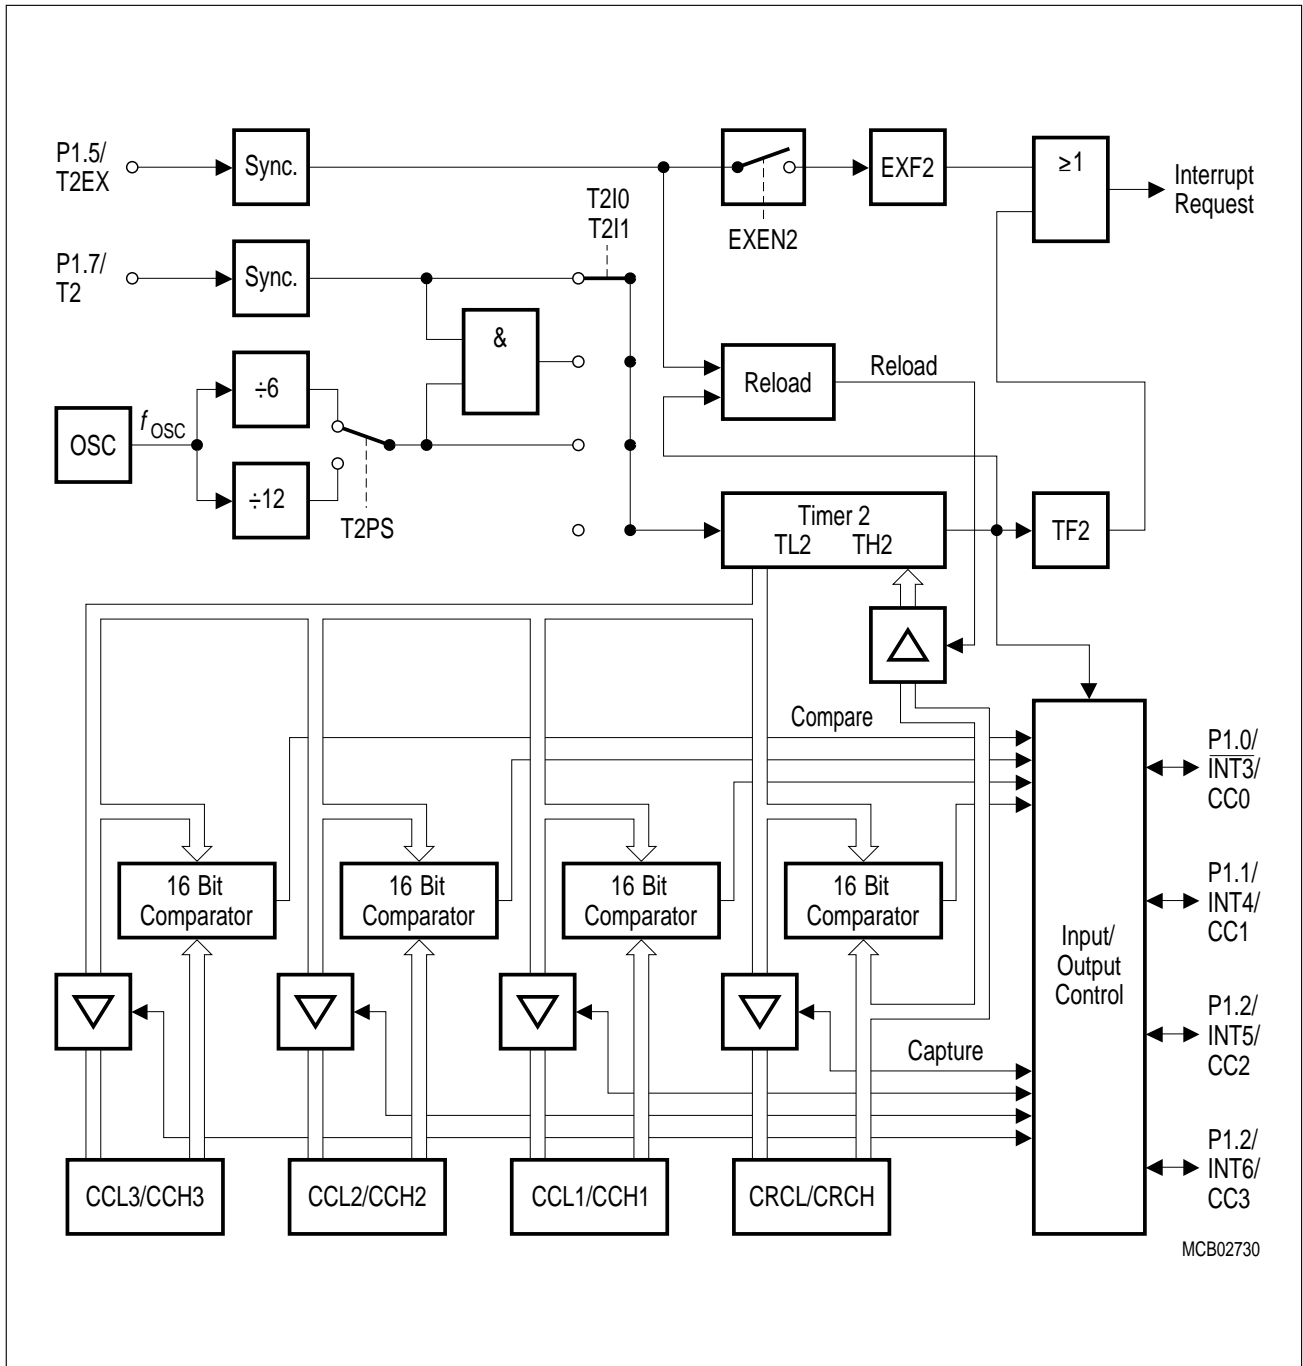 P1.5/
T2EX
Sync.
EXF2
≥1
Interrupt
Request
T2I0
T2I1
EXEN2
P1.7/
T2
Sync.
&
Reload
Reload
÷6
OSC
fOSC
÷12
T2PS
Timer 2
TL2 TH2
TF2
Compare
P1.0/
INT3/
CC0
16 Bit
Comparator
16 Bit
Comparator
16 Bit
Comparator
16 Bit
Comparator
P1.1/
INT4/
CC1
Input/
Output
Control
P1.2/
INT5/
CC2
Capture
P1.2/
INT6/
CC3
CCL3/CCH3
CCL2/CCH2
CCL1/CCH1
CRCL/CRCH
MCB02730